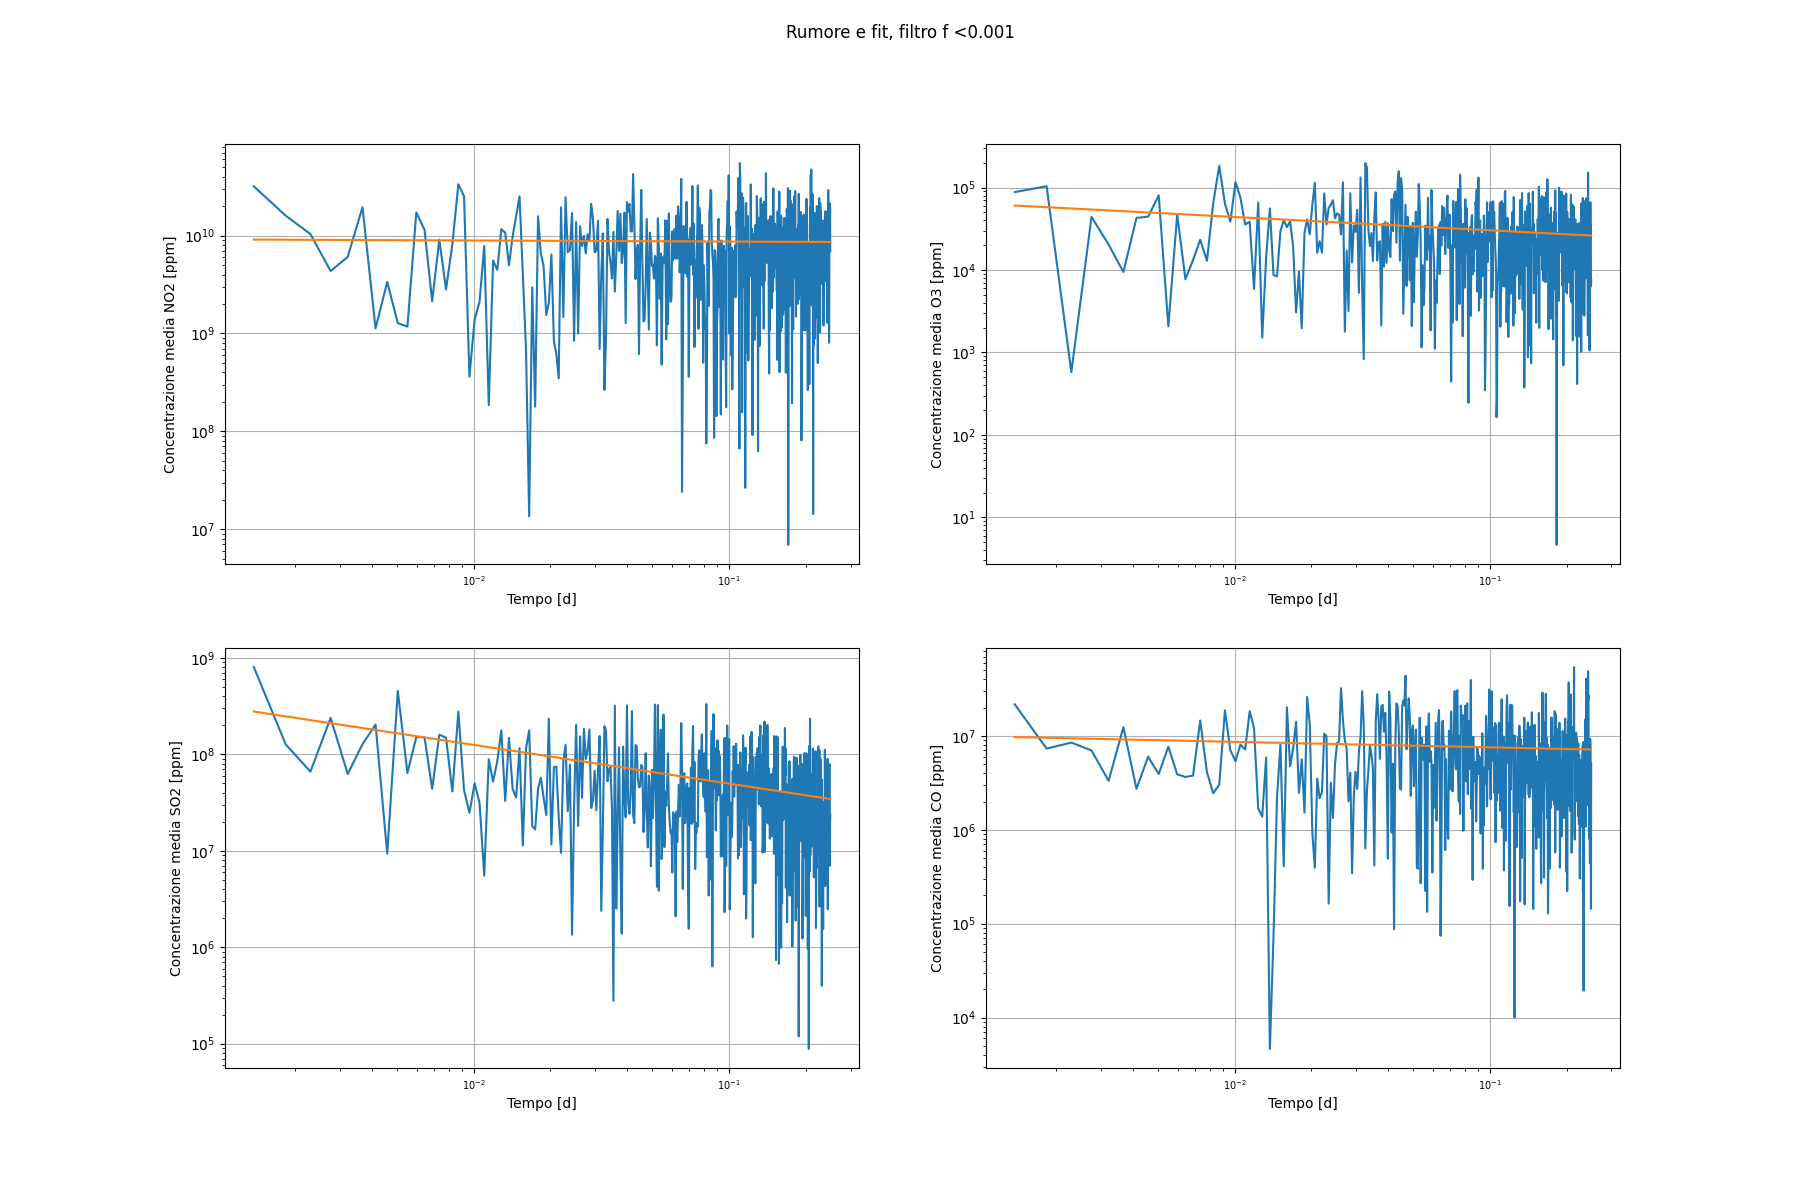 Rumore e fit, filtro f <0.001
Concentrazione media NO2 [ppm]
10^10
10^9
10^8
10^7
10^-2
10^-1
Tempo [d]
Concentrazione media O3 [ppm]
10^5
10^4
10^3
10^2
10^1
10^-2
10^-1
Tempo [d]
Concentrazione media SO2 [ppm]
10^9
10^8
10^7
10^6
10^5
10^-2
10^-1
Tempo [d]
Concentrazione media CO [ppm]
10^7
10^6
10^5
10^4
10^-2
10^-1
Tempo [d]